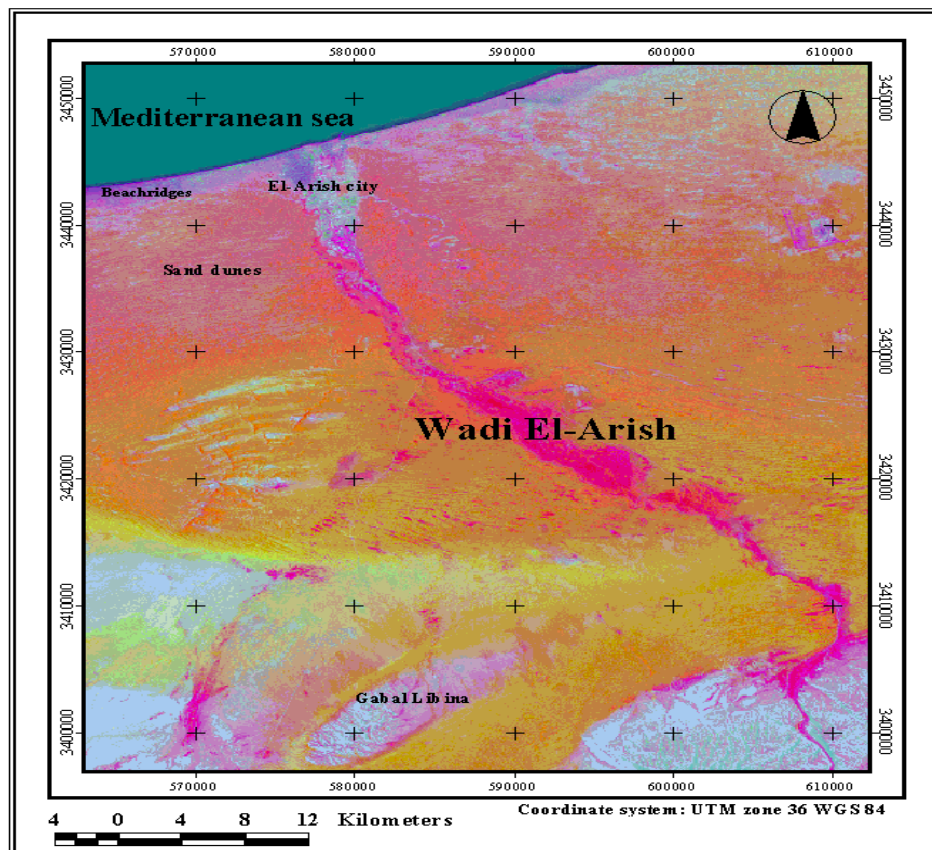 570000 580000 590000 600000 610000
3450000 3450000
Mediterranean sea
Beachridges El-Arish city
3440000 3440000
Sand dunes
3430000 3430000
Wadi El-Arish
3420000 3420000
3410000 3410000
Gabal Libina
3400000 3400000
570000 580000 590000 600000 610000
Coordinate system: UTM zone 36 WGS 84
4 0 4 8 12 Kilometers